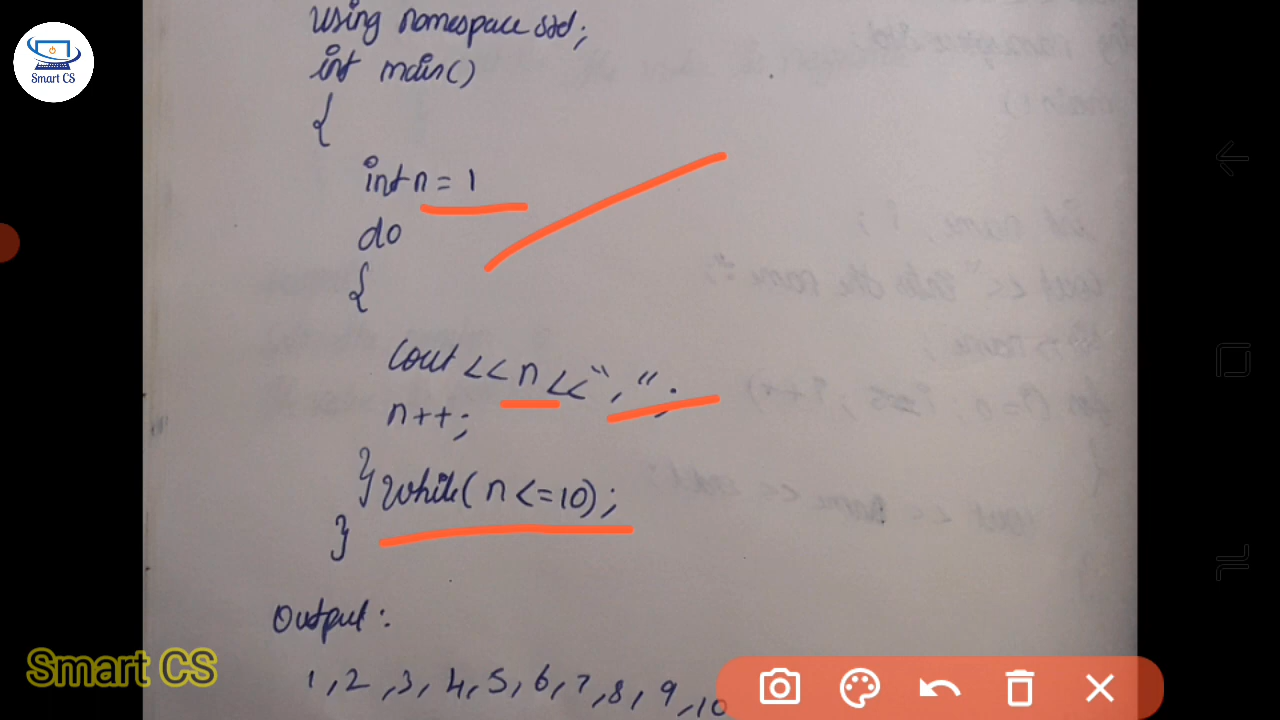 Smart CS
using namespace std;
int main()
{
int n = 1
do
{
cout << n << " , " ;
n++;
} while( n <= 10);
}
Output :
1 , 2 , 3 , 4 , 5 , 6 , 7 , 8 , 9 , 10
Smart CS